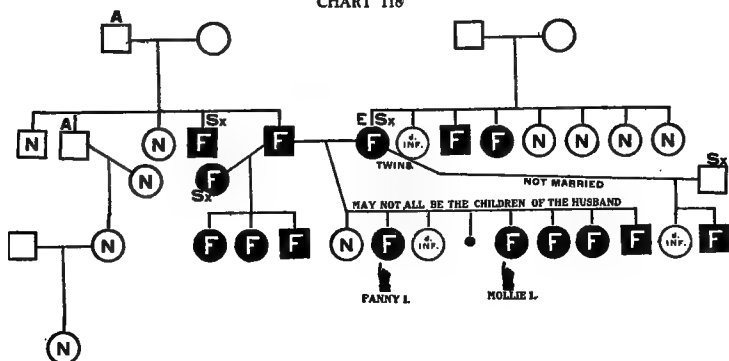 CHART 118
A
A Sx E Sx
N N F F F d. INF. F F N N N N
N F Sx TWINS Sx
NOT MARRIED
MAY NOT ALL BE THE CHILDREN OF THE HUSBAND
N F F F N F d. INF. F F F F d. INF. F
FANNY I. MOLLIE I.
N